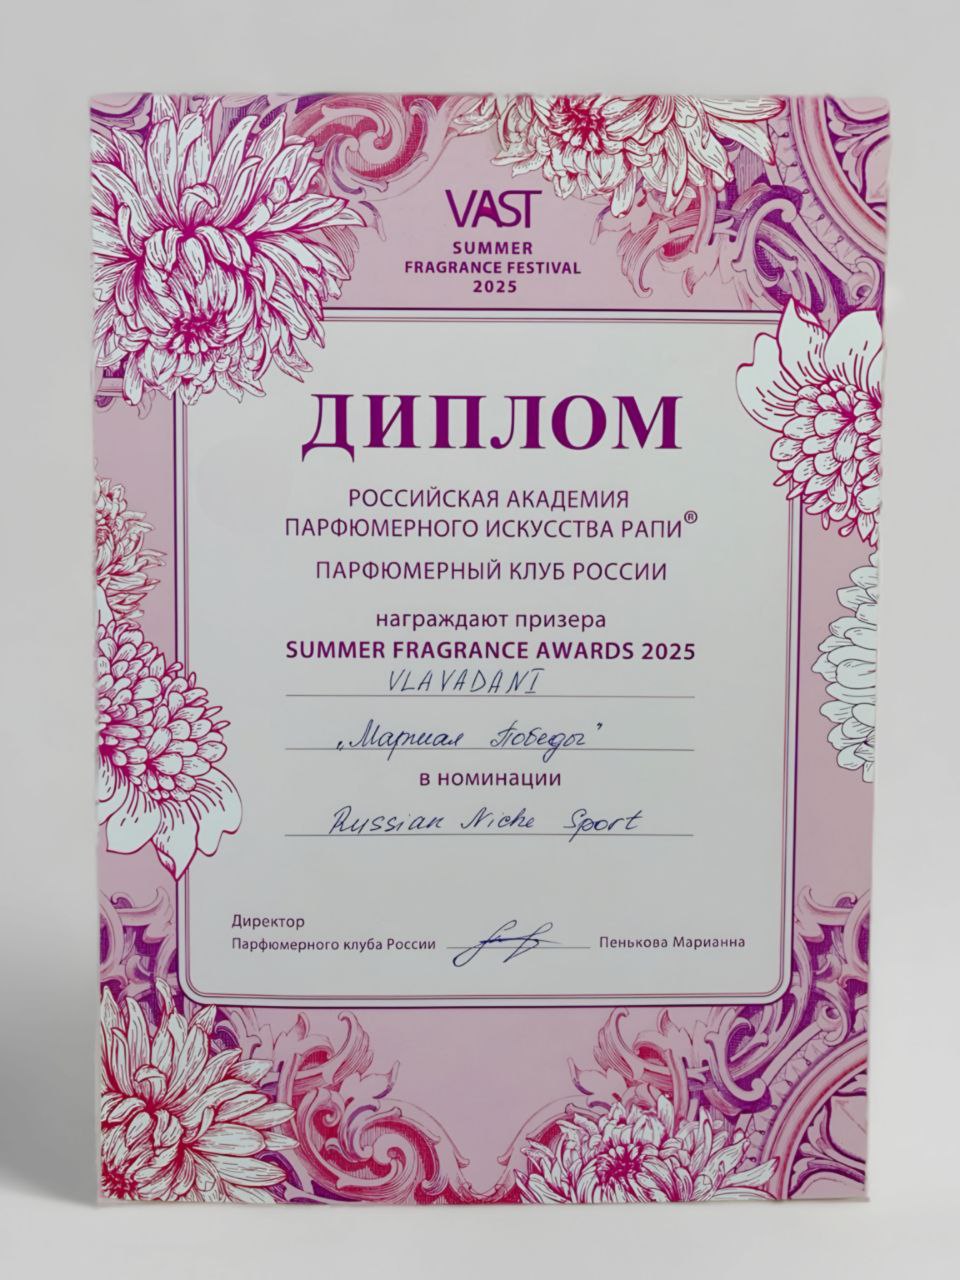 VAST
SUMMER
FRAGRANCE FESTIVAL
2025
ДИПЛОМ
РОССИЙСКАЯ АКАДЕМИЯ
ПАРФЮМЕРНОГО ИСКУССТВА РАПИ®
ПАРФЮМЕРНЫЙ КЛУБ РОССИИ
награждают призера
SUMMER FRAGRANCE AWARDS 2025
VLAVADANI
„Маршал Победы"
в номинации
Russian Niche Sport
Директор
Парфюмерного клуба России Пенькова Марианна